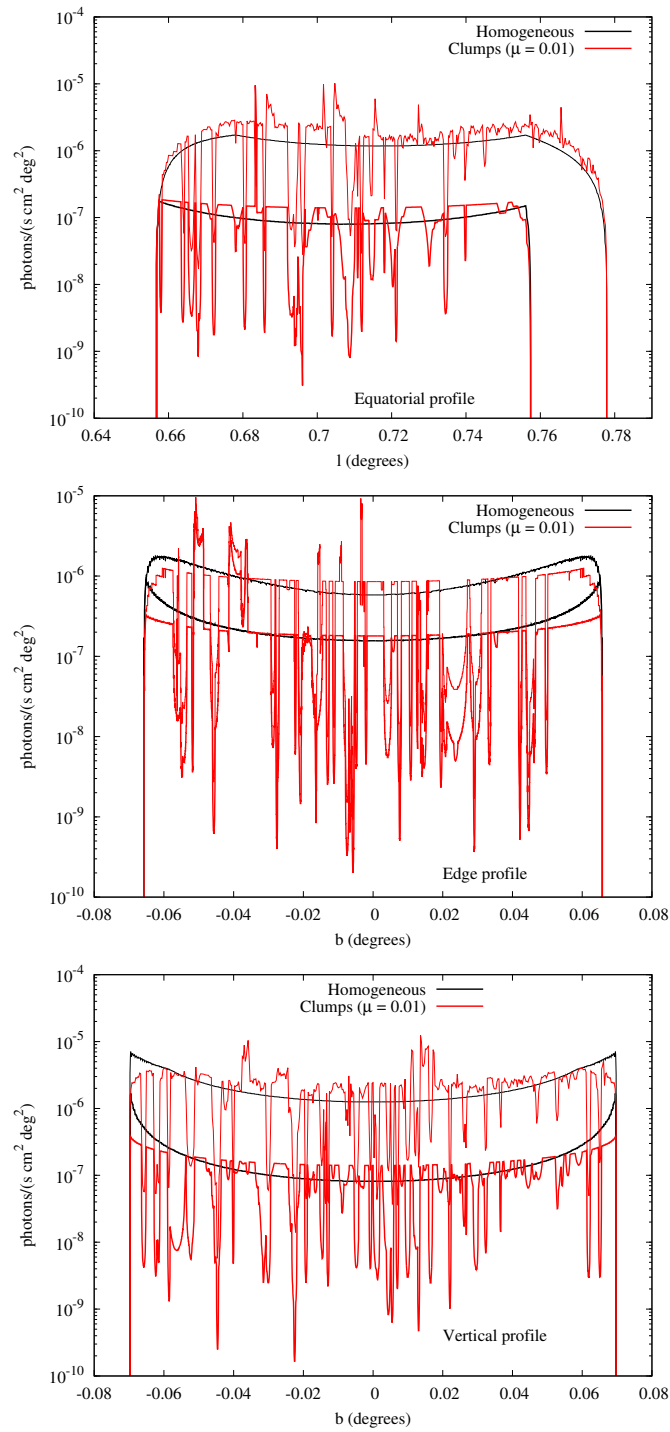 10^-4
10^-5
10^-6
10^-7
10^-8
10^-9
10^-10
photons/(s cm^2 deg^2)
Homogeneous
Clumps (μ = 0.01)
Equatorial profile
0.64 0.66 0.68 0.7 0.72 0.74 0.76 0.78
l (degrees)
10^-5
10^-6
10^-7
10^-8
10^-9
10^-10
photons/(s cm^2 deg^2)
Homogeneous
Clumps (μ = 0.01)
Edge profile
-0.08 -0.06 -0.04 -0.02 0 0.02 0.04 0.06 0.08
b (degrees)
10^-4
10^-5
10^-6
10^-7
10^-8
10^-9
10^-10
photons/(s cm^2 deg^2)
Homogeneous
Clumps (μ = 0.01)
Vertical profile
-0.08 -0.06 -0.04 -0.02 0 0.02 0.04 0.06 0.08
b (degrees)